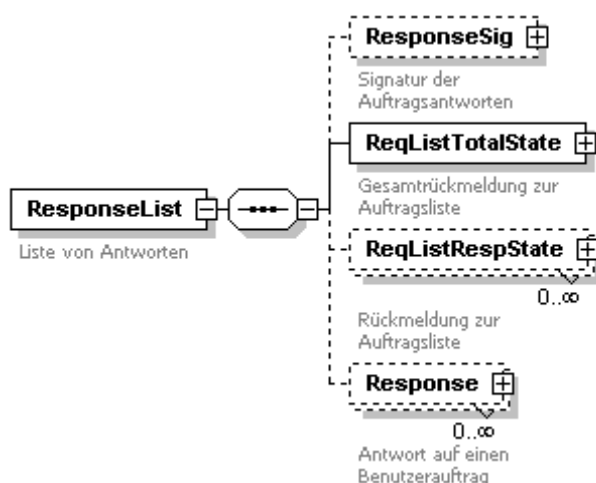 ResponseSig
Signatur der
Auftragsantworten
ReqListTotalState
Gesamtrückmeldung zur
Auftragsliste
ResponseList
Liste von Antworten
ReqListRespState
0..∞
Rückmeldung zur
Auftragsliste
Response
0..∞
Antwort auf einen
Benutzerauftrag